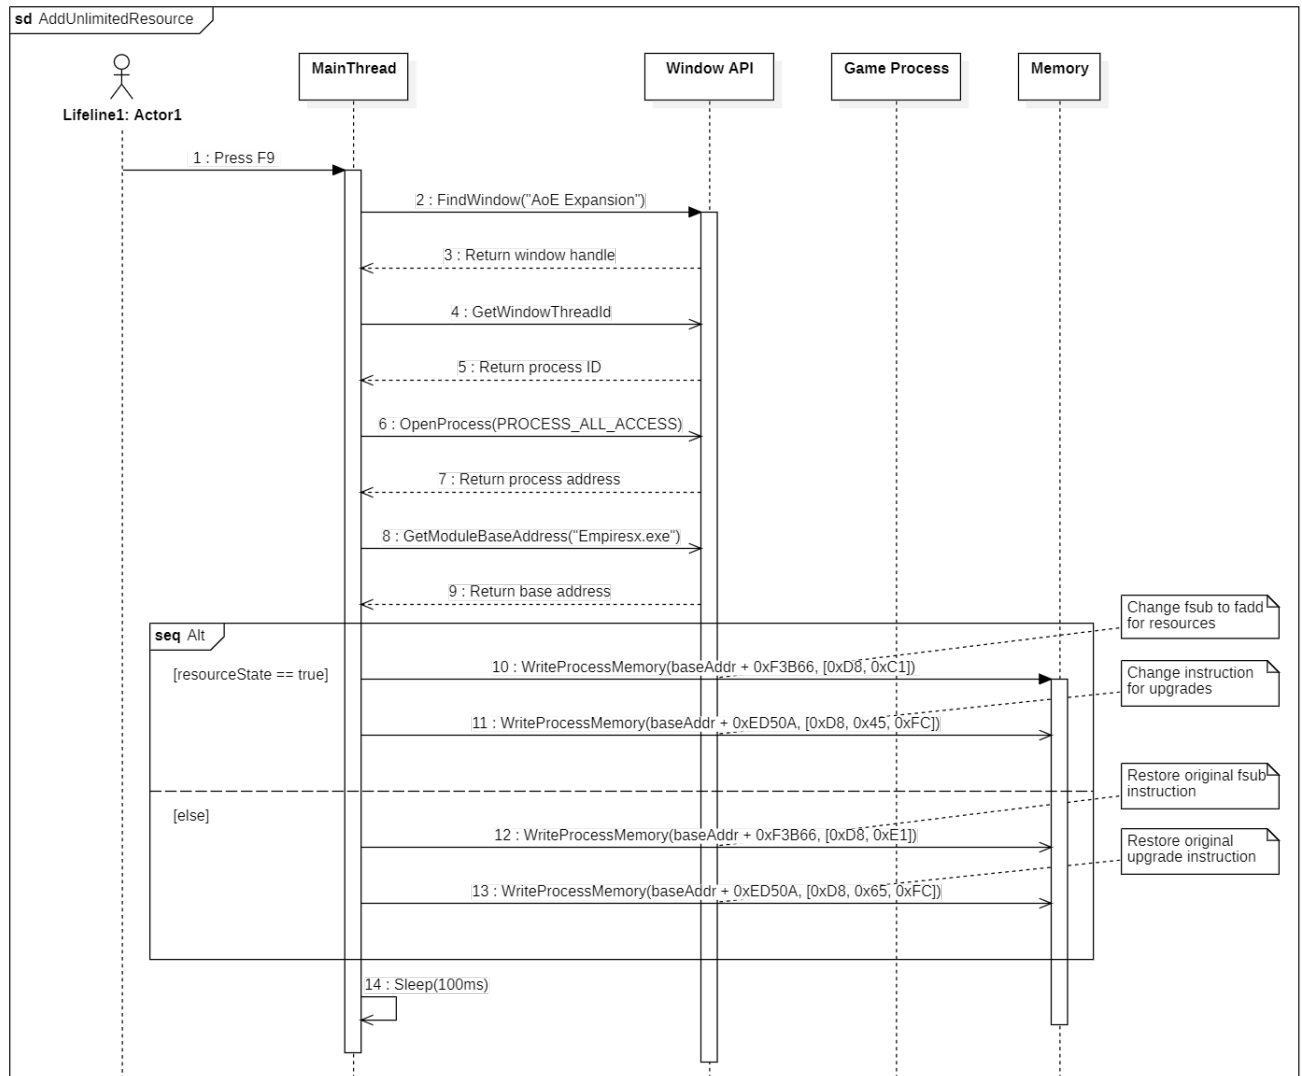 sd AddUnlimitedResource
Lifeline1: Actor1
MainThread
Window API
Game Process
Memory
1 : Press F9
2 : FindWindow("AoE Expansion")
3 : Return window handle
4 : GetWindowThreadId
5 : Return process ID
6 : OpenProcess(PROCESS_ALL_ACCESS)
7 : Return process address
8 : GetModuleBaseAddress("Empiresx.exe")
9 : Return base address
Change fsub to fadd
for resources
seq Alt
[resourceState == true]
10 : WriteProcessMemory(baseAddr + 0xF3B66, [0xD8, 0xC1])
Change instruction
for upgrades
11 : WriteProcessMemory(baseAddr + 0xED50A, [0xD8, 0x45, 0xFC])
Restore original fsub
instruction
[else]
12 : WriteProcessMemory(baseAddr + 0xF3B66, [0xD8, 0xE1])
Restore original
upgrade instruction
13 : WriteProcessMemory(baseAddr + 0xED50A, [0xD8, 0x65, 0xFC])
14 : Sleep(100ms)